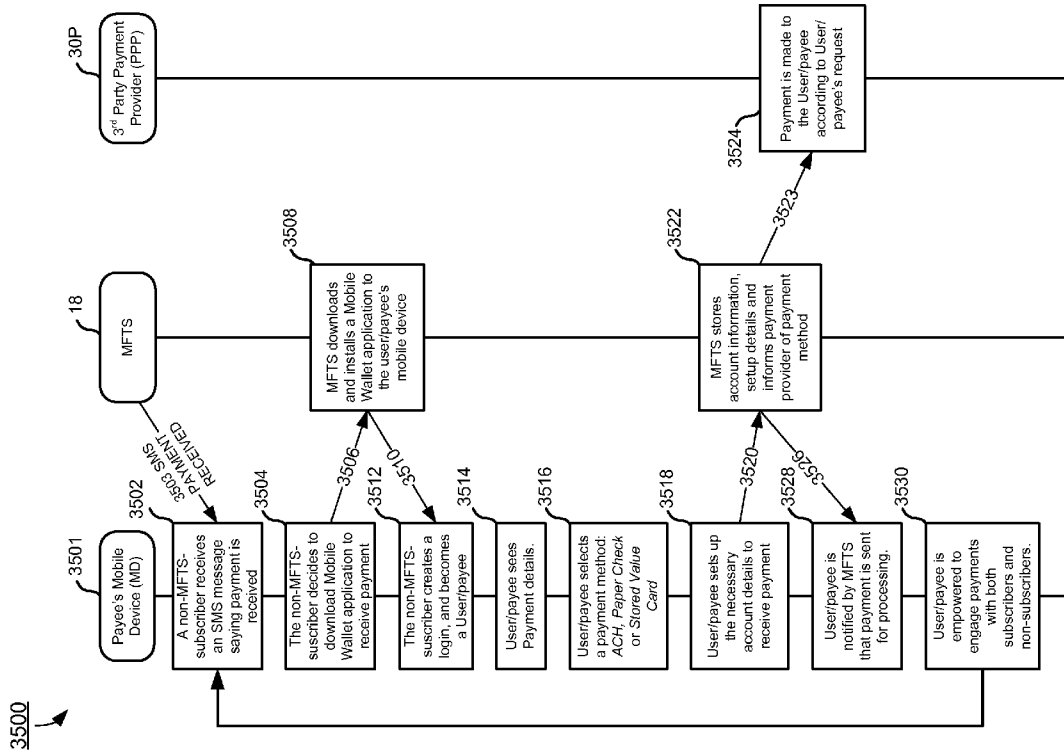 3500
3501
Payee's Mobile
Device (MD)
18
MFTS
30P
3rd Party Payment
Provider (PPP)
3503 SMS
PAYMENT
RECEIVED
3502
A non-MFTS-
subscriber receives
an SMS message
saying payment is
received
3504
The non-MFTS-
suscriber decides to
download Mobile
Wallet application to
receive payment
3506
3508
MFTS downloads
and installs a Mobile
Wallet application to
the user/payee's
mobile device
3510
3512
The non-MFTS-
suscriber creates a
login, and becomes
a User/payee
3514
User/payee sees
Payment details.
3516
User/payee selects
a payment method:
ACH, Paper Check
or Stored Value
Card
3518
User/payee sets up
the necessary
account details to
receive payment
3520
3522
MFTS stores
account information,
setup details and
informs payment
provider of payment
method
3523
3524
Payment is made to
the User/payee
according to User/
payee's request
3526
3528
User/payee is
notified by MFTS
that payment is sent
for processing.
3530
User/payee is
empowered to
engage payments
with both
subscribers and
non-subscribers.